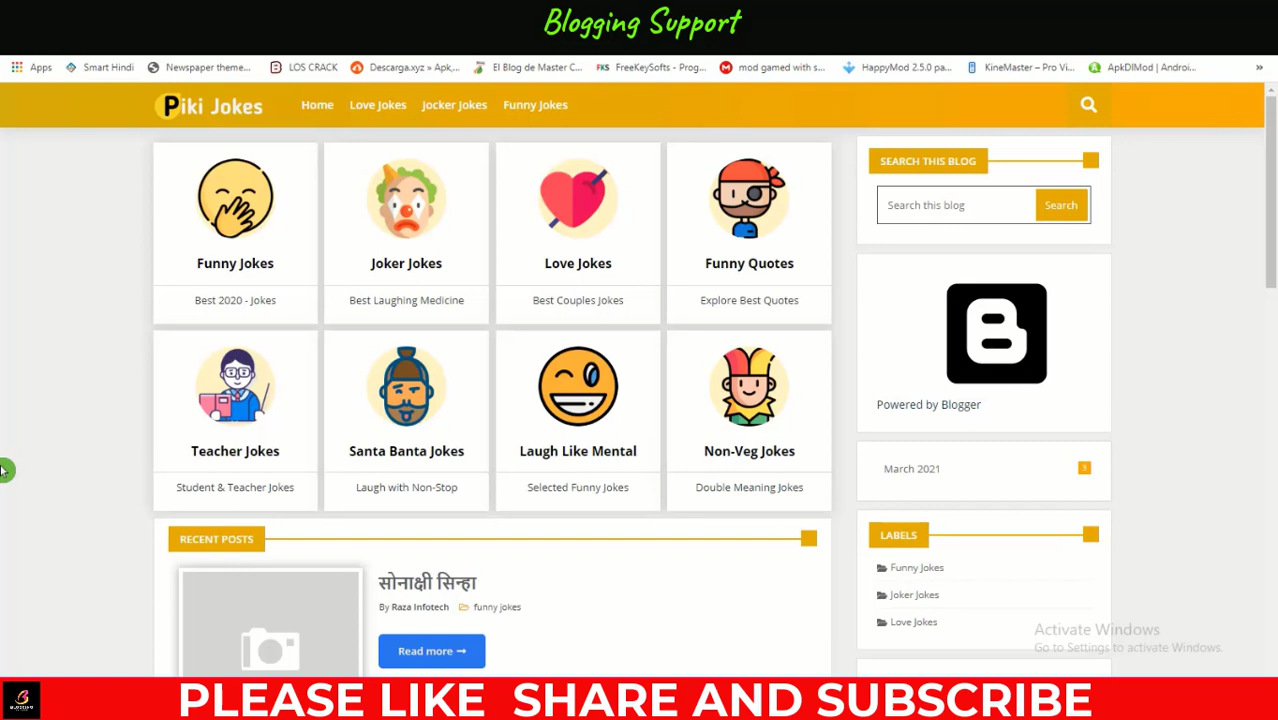 Blogging Support
Apps Smart Hindi Newspaper theme... LOS CRACK Descarga.xyz » Apk,... El Blog de Master C... FKS FreeKeySofts - Prog... mod gamed with s... HappyMod 2.5.0 pa... KineMaster – Pro Vi... ApkDlMod | Androi... »
Piki Jokes Home Love Jokes Jocker Jokes Funny Jokes
Funny Jokes Joker Jokes Love Jokes Funny Quotes
Best 2020 - Jokes Best Laughing Medicine Best Couples Jokes Explore Best Quotes
Teacher Jokes Santa Banta Jokes Laugh Like Mental Non-Veg Jokes
Student & Teacher Jokes Laugh with Non-Stop Selected Funny Jokes Double Meaning Jokes
RECENT POSTS
सोनाक्षी सिन्हा
By Raza Infotech funny jokes
Read more →
SEARCH THIS BLOG
Search this blog Search
Powered by Blogger
March 2021 3
LABELS
Funny Jokes
Joker Jokes
Love Jokes
Activate Windows
Go to Settings to activate Windows.
PLEASE LIKE SHARE AND SUBSCRIBE